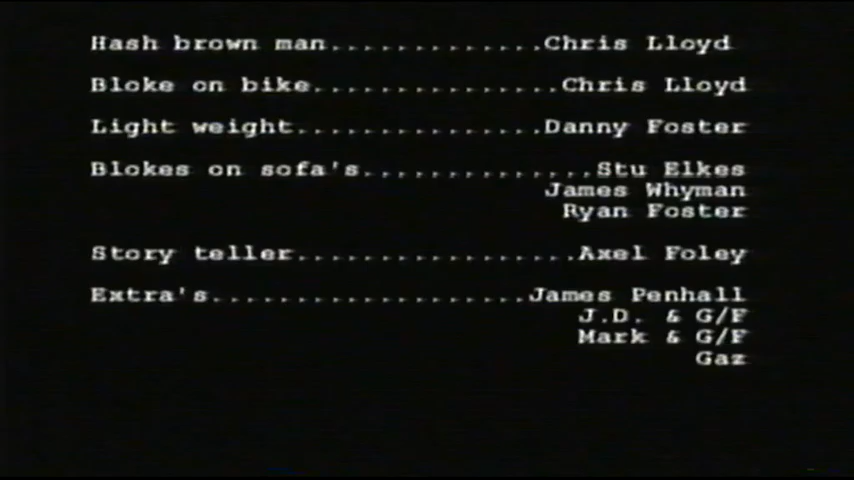 Hash brown man.............Chris Lloyd
Bloke on bike..............Chris Lloyd
Light weight..............Danny Foster
Blokes on sofa's.............Stu Elkes
James Whyman
Ryan Foster
Story teller................Axel Foley
Extra's..................James Penhall
J.D. & G/F
Mark & G/F
Gaz